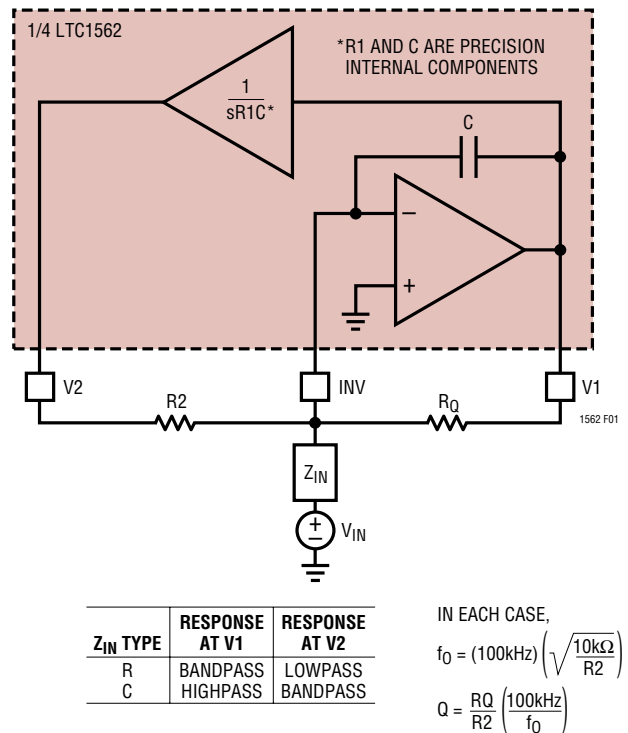 1/4 LTC1562
*R1 AND C ARE PRECISION
INTERNAL COMPONENTS
1
sR1C*
C
–
+
V2
INV
V1
R2
RQ
1562 F01
ZIN
+
–
VIN
ZIN TYPE RESPONSE AT V1 RESPONSE AT V2
R BANDPASS LOWPASS
C HIGHPASS BANDPASS
IN EACH CASE,
fO = (100kHz) (√10kΩ/R2)
Q = RQ/R2 (100kHz/fO)